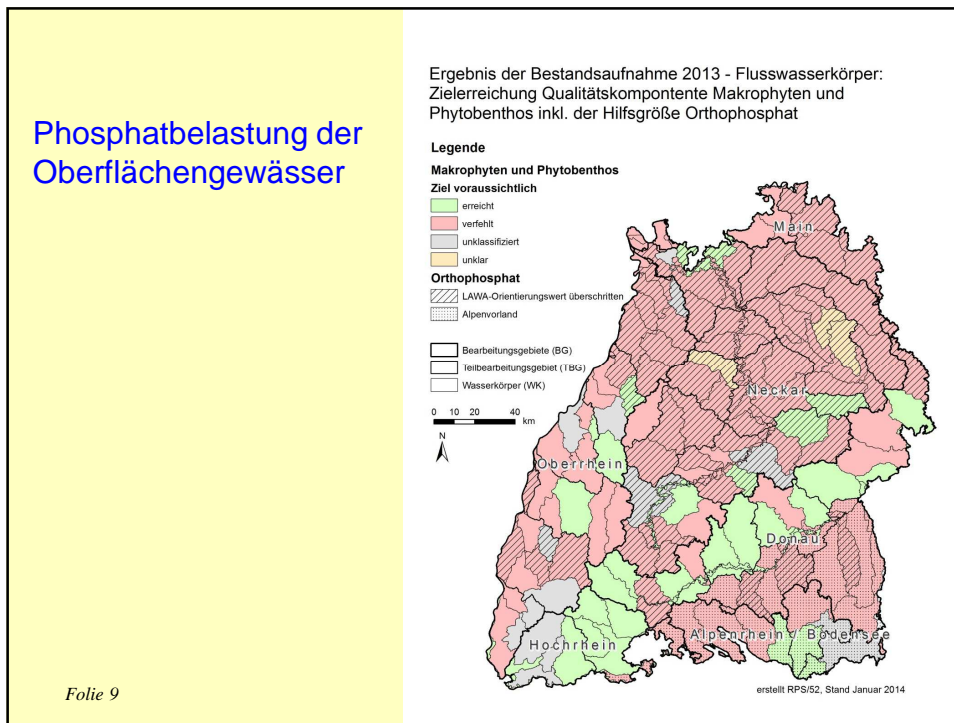 Phosphatbelastung der
Oberflächengewässer
Folie 9
Ergebnis der Bestandsaufnahme 2013 - Flusswasserkörper:
Zielerreichung Qualitätskompontente Makrophyten und
Phytobenthos inkl. der Hilfsgröße Orthophosphat
Legende
Makrophyten und Phytobenthos
Ziel voraussichtlich
erreicht
verfehlt
unklassifiziert
unklar
Orthophosphat
LAWA-Orientierungswert überschritten
Alpenvorland
Bearbeitungsgebiete (BG)
Teilbearbeitungsgebiet (TBG)
Wasserkörper (WK)
0 10 20 40
km
N
Main
Neckar
Oberrhein
Donau
Alpenrhein / Bodensee
Hochrhein
erstellt RPS/52, Stand Januar 2014